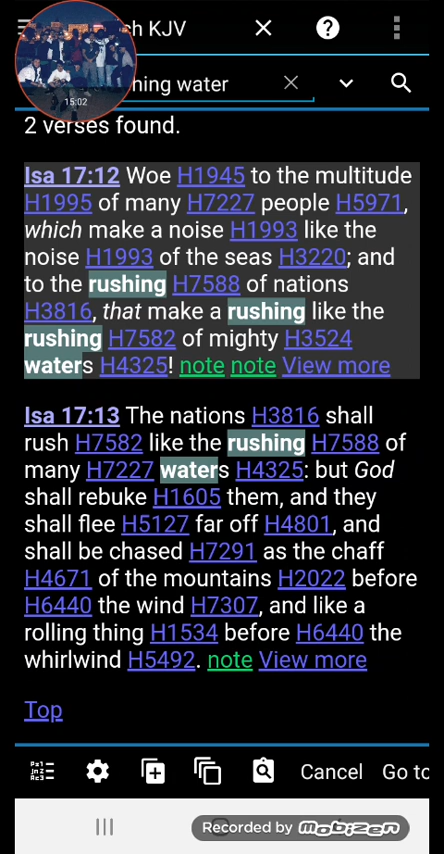 ch KJV
15:02
hing water
2 verses found.
Isa 17:12 Woe H1945 to the multitude
H1995 of many H7227 people H5971,
which make a noise H1993 like the
noise H1993 of the seas H3220; and
to the rushing H7588 of nations
H3816, that make a rushing like the
rushing H7582 of mighty H3524
waters H4325! note note View more
Isa 17:13 The nations H3816 shall
rush H7582 like the rushing H7588 of
many H7227 waters H4325: but God
shall rebuke H1605 them, and they
shall flee H5127 far off H4801, and
shall be chased H7291 as the chaff
H4671 of the mountains H2022 before
H6440 the wind H7307, and like a
rolling thing H1534 before H6440 the
whirlwind H5492. note View more
Top
Cancel Go to
Recorded by Mobizen